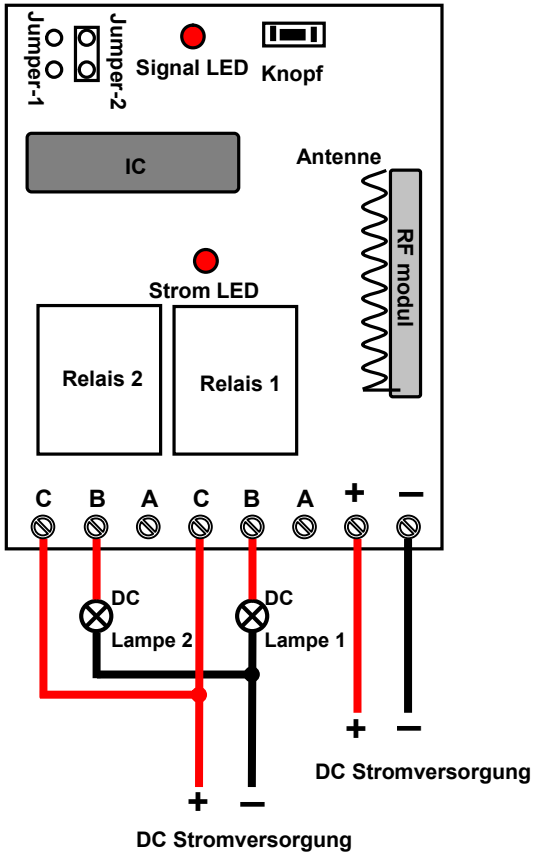 Jumper-1
Jumper-2
Signal LED
Knopf
IC
Antenne
RF modul
Strom LED
Relais 2
Relais 1
C B A C B A + —
DC
DC
Lampe 2
Lampe 1
+ —
DC Stromversorgung
+ —
DC Stromversorgung